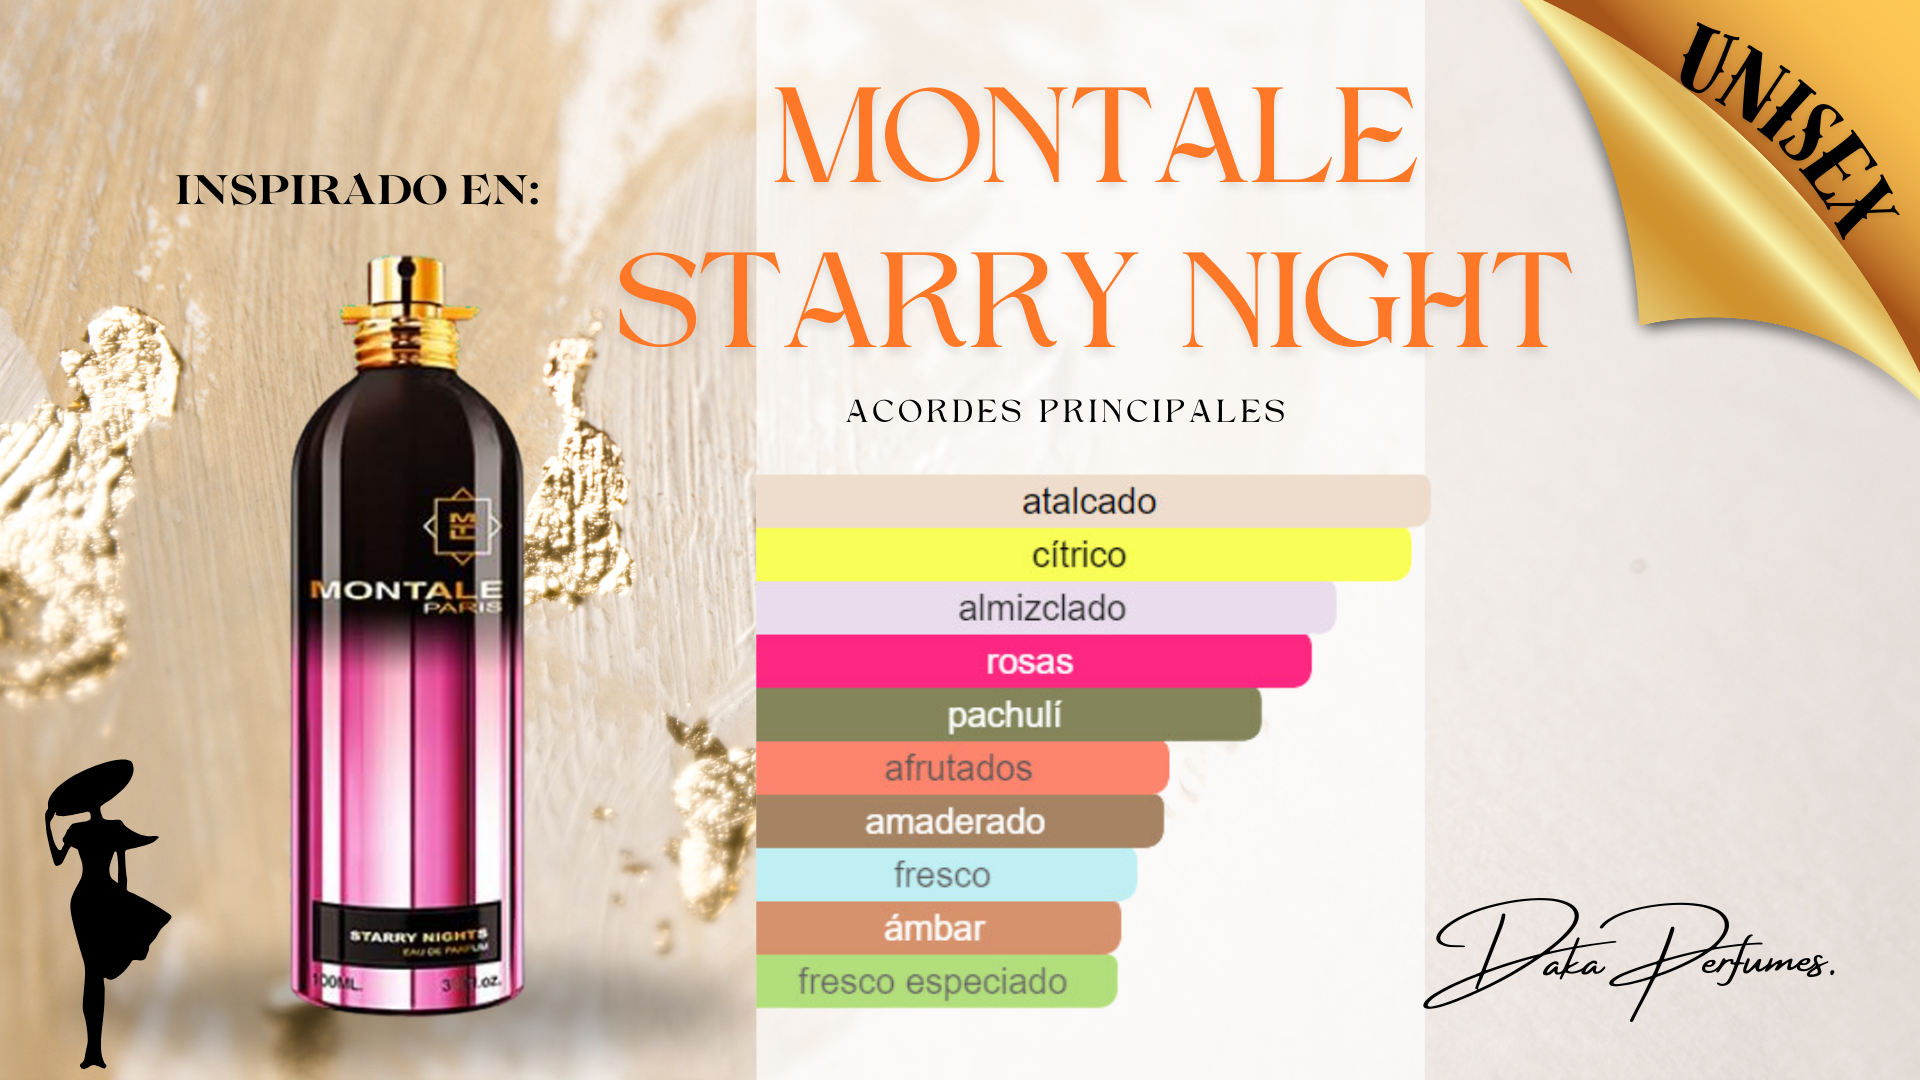 UNISEX
MONTALE
STARRY NIGHT
INSPIRADO EN:
ACORDES PRINCIPALES
atalcado
cítrico
almizclado
rosas
pachulí
afrutados
amaderado
fresco
ámbar
fresco especiado
MONTALE
PARIS
STARRY NIGHTS
EAU DE PARFUM
100ML.
Daka Perfumes.